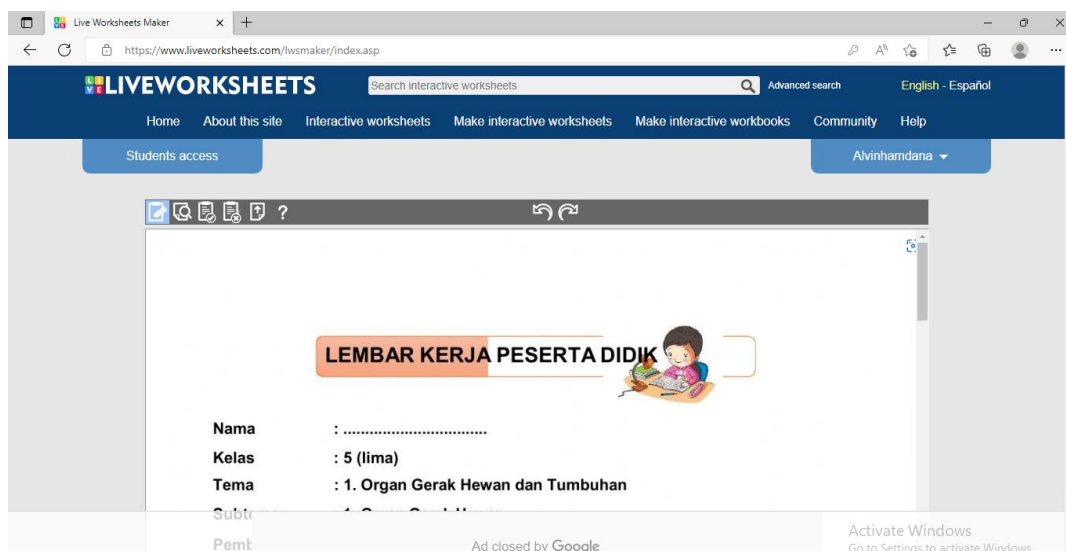 Live Worksheets Maker
https://www.liveworksheets.com/lwsmaker/index.asp
LIVE LIVEWORKSHEETS Search interactive worksheets Advanced search English - Español
Home About this site Interactive worksheets Make interactive worksheets Make interactive workbooks Community Help
Students access Alvinhamdana
?
LEMBAR KERJA PESERTA DIDIK
Nama : ................................
Kelas : 5 (lima)
Tema : 1. Organ Gerak Hewan dan Tumbuhan
Activate Windows
Ad closed by Google
Go to Settings to activate Windows.